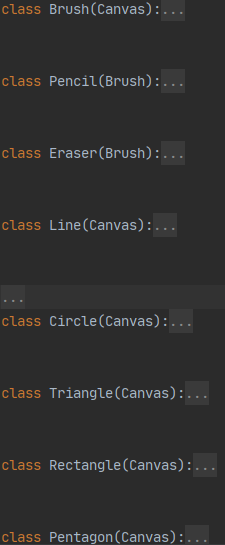 class Brush(Canvas):...
class Pencil(Brush):...
class Eraser(Brush):...
class Line(Canvas):...
...
class Circle(Canvas):...
class Triangle(Canvas):...
class Rectangle(Canvas):...
class Pentagon(Canvas):...